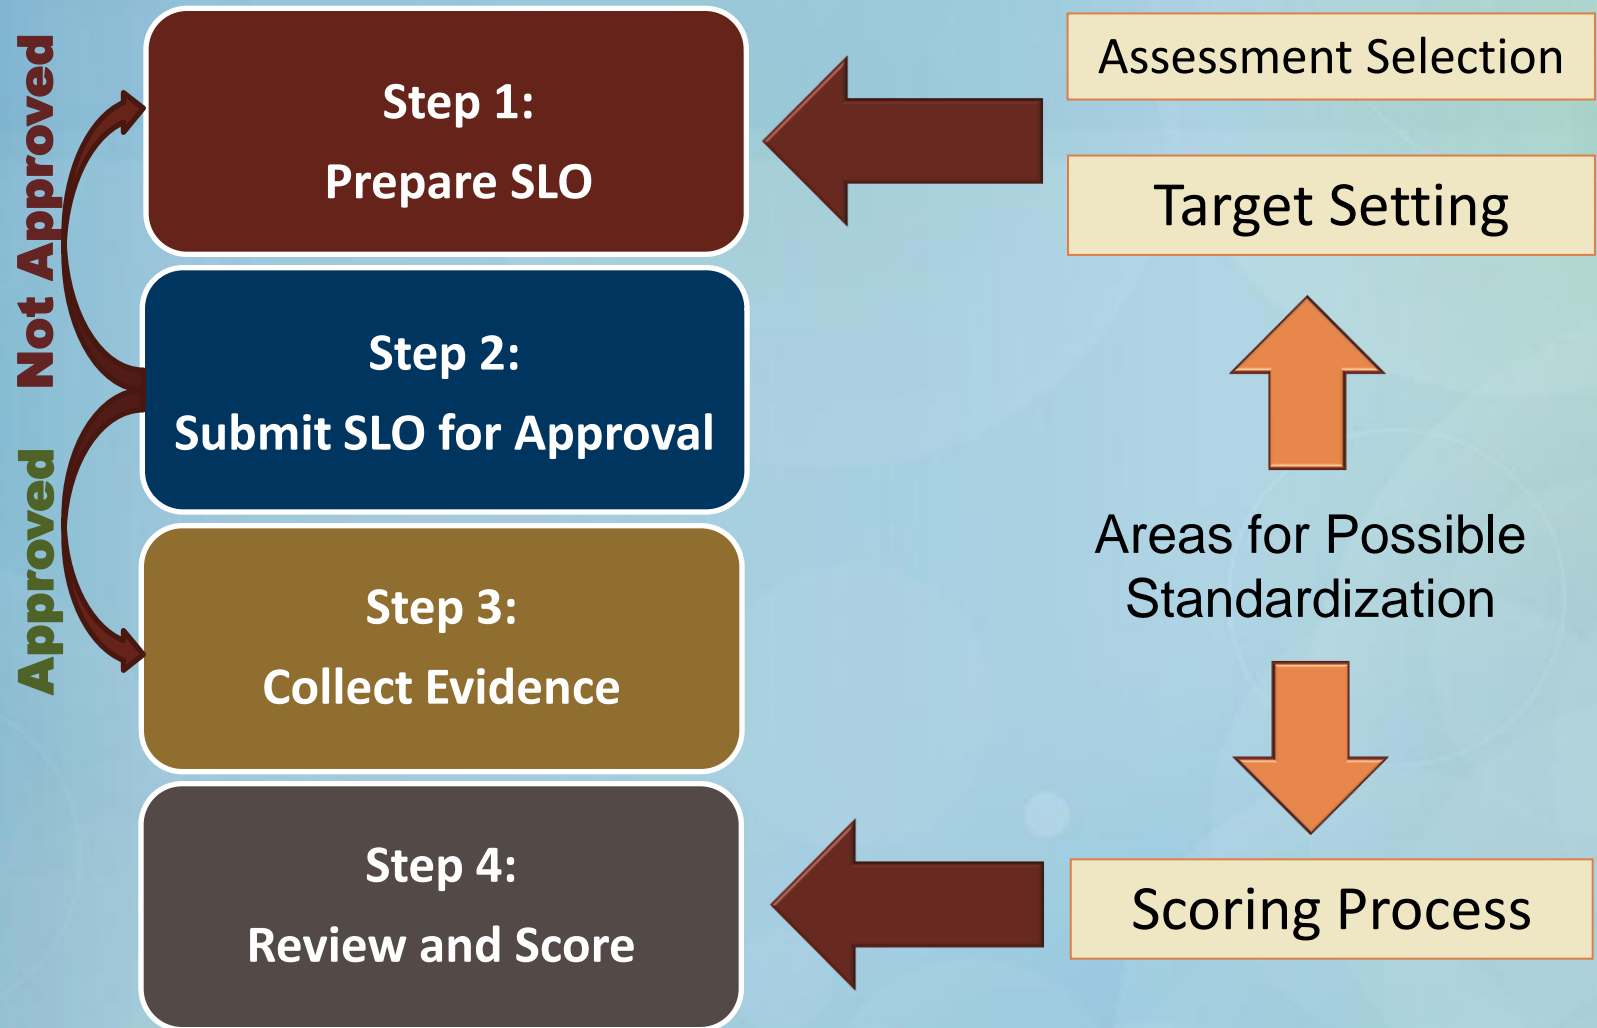 Not Approved
Approved
Step 1:
Prepare SLO
Step 2:
Submit SLO for Approval
Step 3:
Collect Evidence
Step 4:
Review and Score
Assessment Selection
Target Setting
Areas for Possible
Standardization
Scoring Process